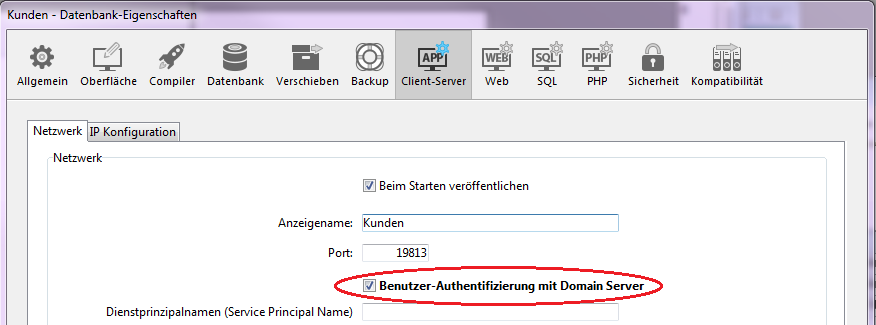 Kunden - Datenbank-Eigenschaften
APP WEB SQL PHP
Allgemein Oberfläche Compiler Datenbank Verschieben Backup Client-Server Web SQL PHP Sicherheit Kompatibilität
Netzwerk IP Konfiguration
Netzwerk
Beim Starten veröffentlichen
Anzeigename: Kunden
Port: 19813
Benutzer-Authentifizierung mit Domain Server
Dienstprinzipalnamen (Service Principal Name)